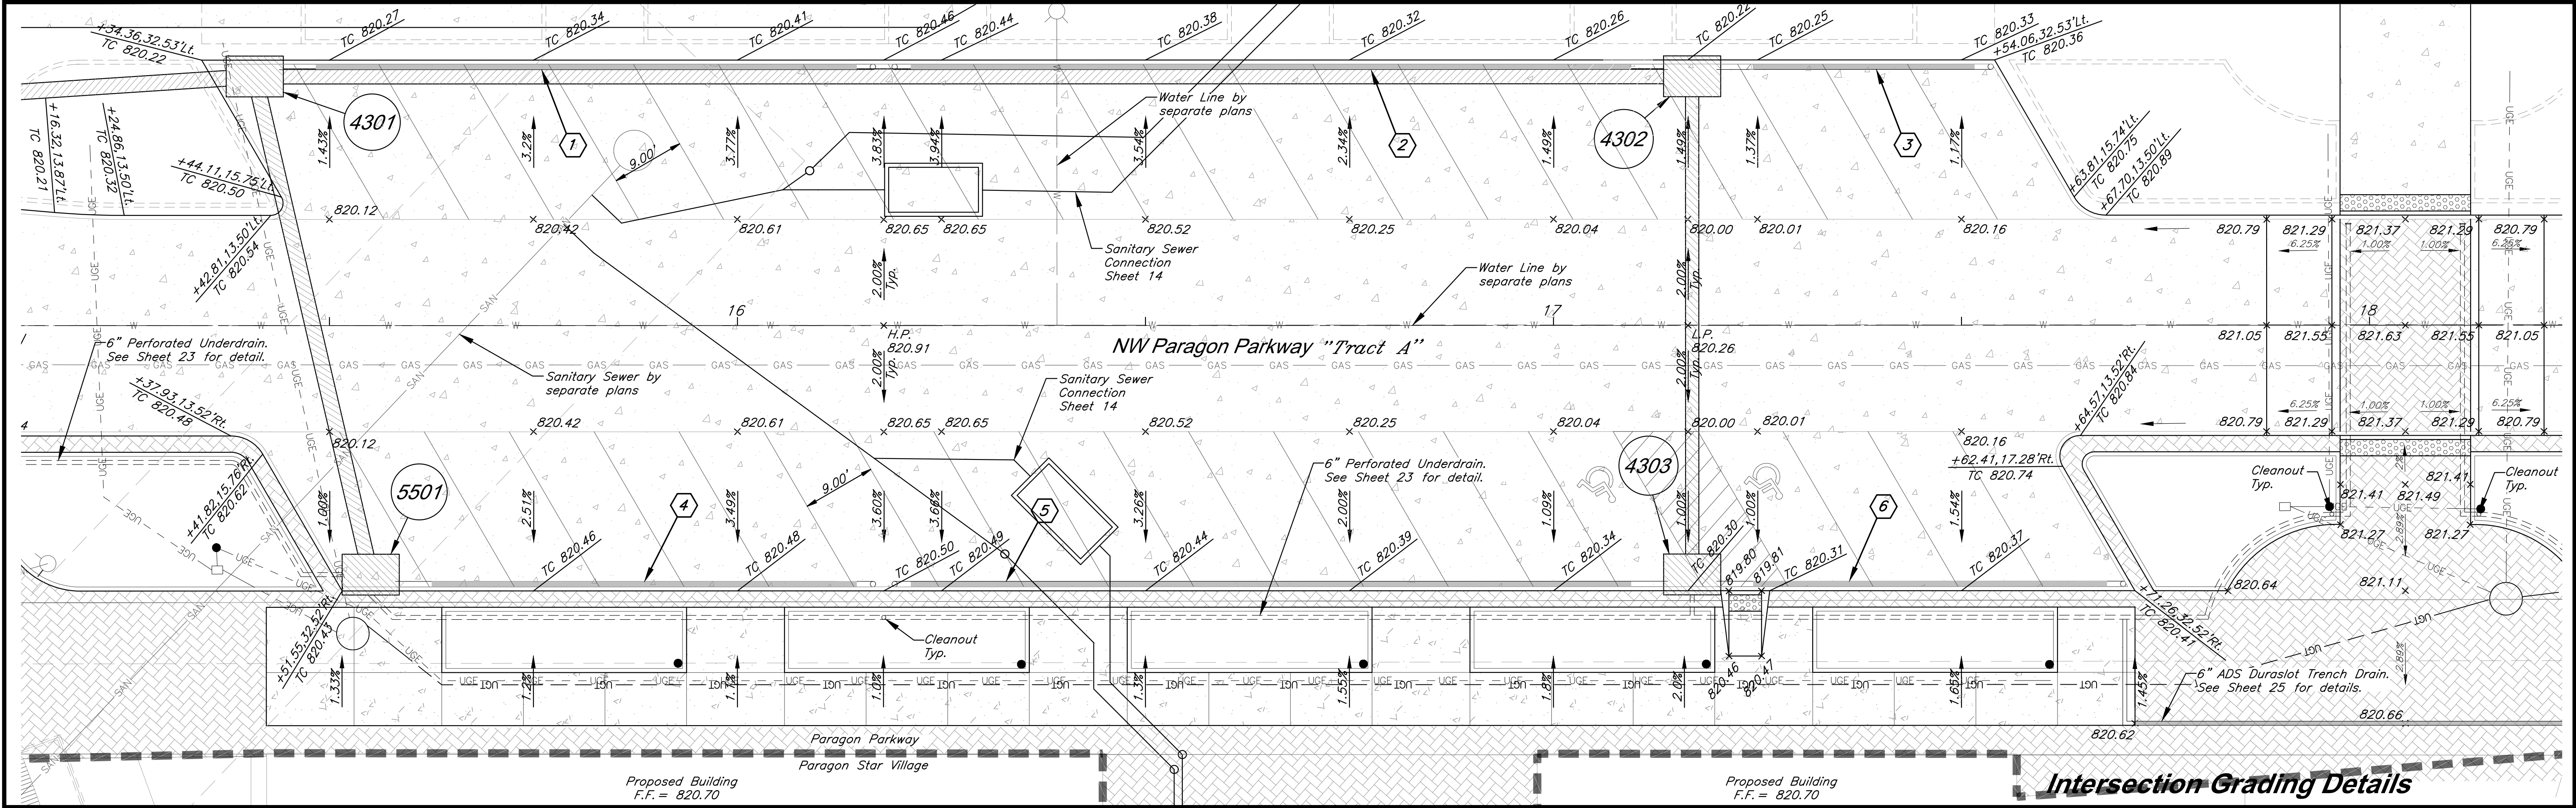 +34.36,32.53'Lt.
TC 820.22
TC 820.27
TC 820.34
TC 820.41
TC 820.46
TC 820.44
TC 820.38
TC 820.32
TC 820.26
TC 820.22
TC 820.25
TC 820.33
+54.06,32.53'Lt.
TC 820.36
4301
4302
1
2
3
Water Line by
separate plans
9.00'
+16.32,13.87'Lt.
TC 820.21
+24.86,13.50'Lt.
TC 820.32
+44.11,15.75'Lt.
TC 820.50
+42.81,13.50'Lt.
TC 820.54
1.43%
3.2%
3.77%
3.83%
3.94%
3.54%
2.34%
1.49%
1.49%
1.37%
1.17%
+63.81,15.74'Lt.
TC 820.75
+67.70,13.50'Lt.
TC 820.89
820.12
820.42
820.61
820.65
820.65
820.52
820.25
820.04
820.00
820.01
820.16
820.79
821.29
821.37
821.29
820.79
6.25%
1.00%
1.00%
6.25%
Sanitary Sewer
Connection
Sheet 14
Water Line by
separate plans
2.00%
Typ.
2.00%
Typ.
16
17
18
H.P.
820.91
L.P.
820.26
NW Paragon Parkway "Tract A"
821.05
821.55
821.63
821.55
821.05
6" Perforated Underdrain.
See Sheet 23 for detail.
2.00%
Typ.
2.00%
Typ.
GAS GAS GAS GAS GAS GAS
Sanitary Sewer by
separate plans
Sanitary Sewer
Connection
Sheet 14
+37.93,13.52'Rt.
TC 820.48
+64.57,13.52'Rt.
TC 820.84
6.25%
1.00%
1.00%
6.25%
820.12
820.42
820.61
820.65
820.65
820.52
820.25
820.04
820.00
820.01
820.16
820.79
821.29
821.37
821.29
820.79
+62.41,17.28'Rt.
TC 820.74
+41.82,15.76'Rt.
TC 820.62
5501
4303
4
5
6
9.00'
6" Perforated Underdrain.
See Sheet 23 for detail.
1.00%
2.51%
3.49%
3.60%
3.66%
3.26%
2.00%
1.09%
1.00%
1.00%
1.54%
Cleanout
Typ.
Cleanout
Typ.
2%
821.41
821.41
821.49
821.27
821.27
2.89%
TC 820.46
TC 820.48
TC 820.50
TC 820.49
TC 820.44
TC 820.39
TC 820.34
TC 820.30
819.80
819.81
TC 820.31
TC 820.37
820.64
821.11
+51.55,32.52'Rt.
TC 820.43
+71.26,32.52'Rt.
TC 820.41
Cleanout
Typ.
1.33%
1.2%
1.1%
1.0%
1.3%
1.55%
1.8%
2.0%
820.46
820.47
1.65%
1.45%
2.89%
SAN
UGE
UGT
6" ADS Duraslot Trench Drain.
See Sheet 25 for details.
820.66
820.62
Paragon Parkway
Paragon Star Village
Proposed Building
F.F.= 820.70
Proposed Building
F.F.= 820.70
Intersection Grading Details